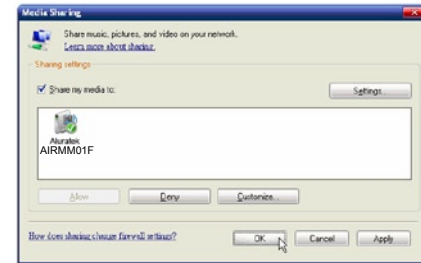 Media Sharing
Share music, pictures, and video on your network.
Learn more about sharing.
Sharing settings
Share my media to:
Settings...
Aluratek
AIRMM01F
Allow
Deny
Customize...
How does sharing change firewall settings?
OK
Cancel
Apply